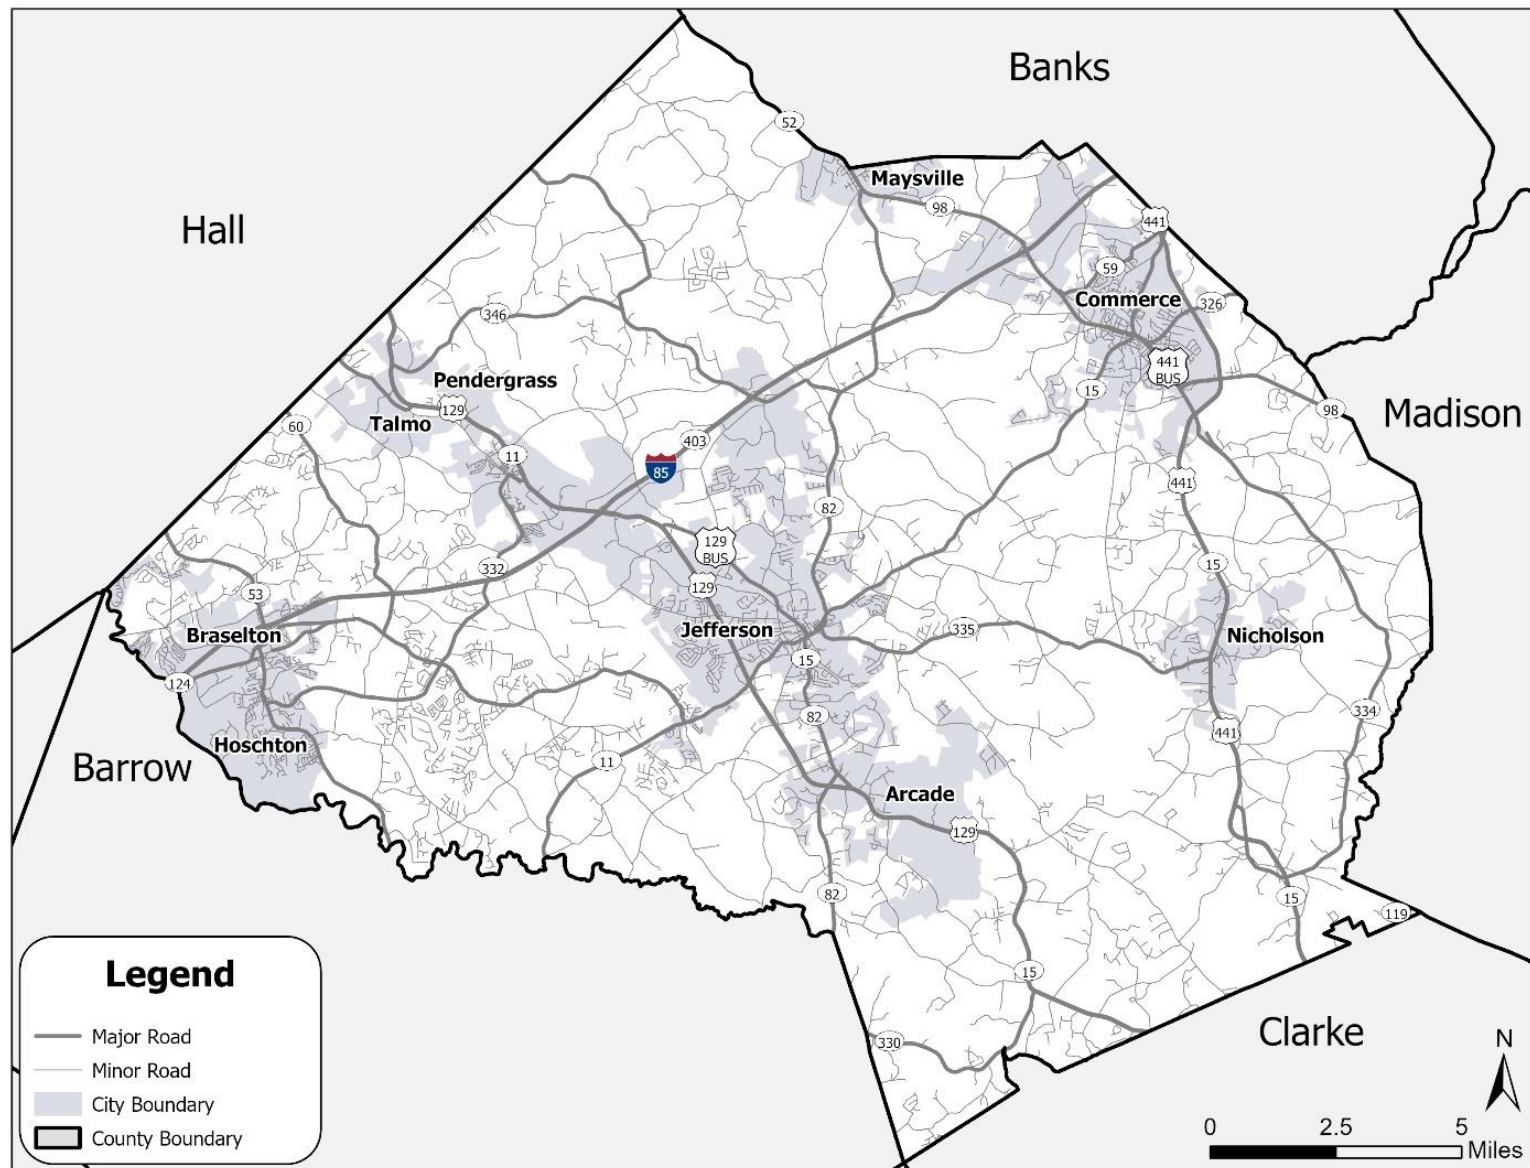 Banks
52
Maysville
98
Hall
441
59
Commerce
326
346
441
BUS
Pendergrass
15
129
Talmo
98
Madison
60
403
11
85
441
82
129
BUS
15
332
129
53
Jefferson
335
Nicholson
Braselton
15
124
82
334
441
Hoschton
Barrow
11
Arcade
129
82
15
119
15
Clarke
330
N
Legend
Major Road
Minor Road
City Boundary
County Boundary
0 2.5 5
Miles